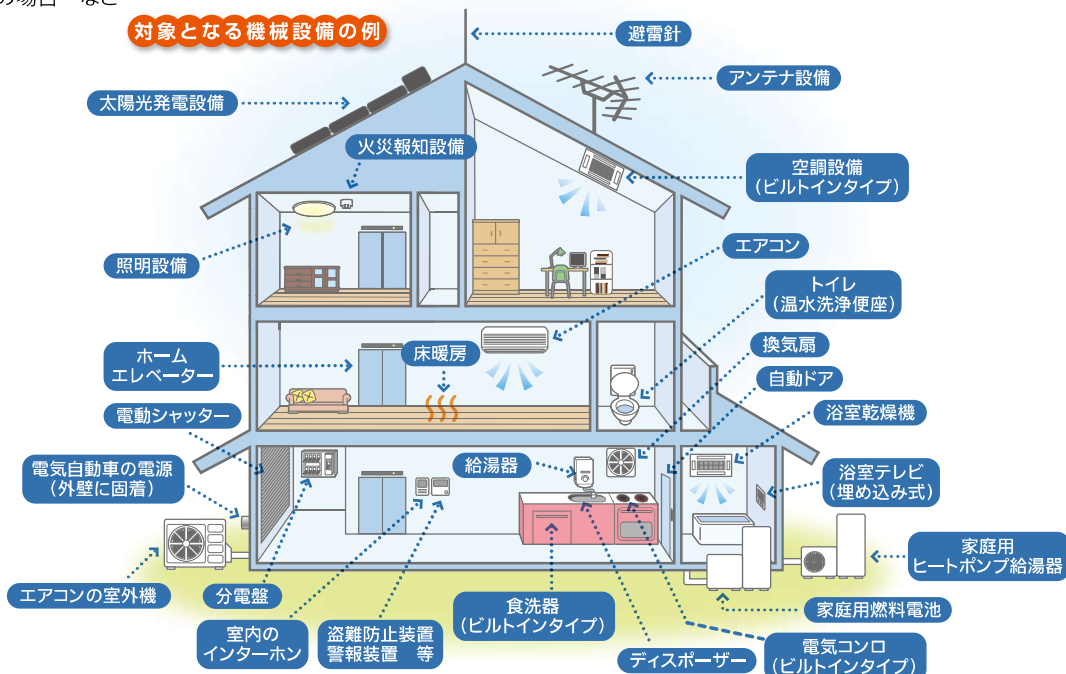 の場合 など
対象となる機械設備の例
避雷針
アンテナ設備
太陽光発電設備
火災報知設備
空調設備
(ビルトインタイプ)
エアコン
照明設備
トイレ
(温水洗浄便座)
換気扇
ホーム
エレベーター
床暖房
自動ドア
電動シャッター
浴室乾燥機
電気自動車の電源
(外壁に固着)
給湯器
浴室テレビ
(埋め込み式)
家庭用
ヒートポンプ給湯器
エアコンの室外機
分電盤
食洗器
(ビルトインタイプ)
家庭用燃料電池
室内の
インターホン
盗難防止装置
警報装置 等
ディスポーザー
電気コンロ
(ビルトインタイプ)